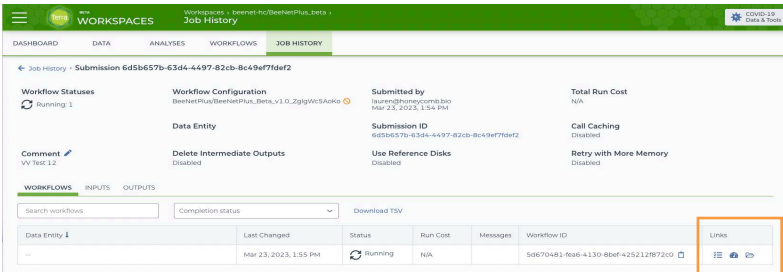 Terra
BETA
WORKSPACES
Workspaces › beenet-hc/BeeNetPlus_beta ›
Job History
COVID-19
Data & Tools
DASHBOARD DATA ANALYSES WORKFLOWS JOB HISTORY
Job History › Submission 6d5b657b-63d4-4497-82cb-8c49ef7fdef2
Workflow Statuses Workflow Configuration Submitted by Total Run Cost
Running: 1 BeeNetPlus/BeeNetPlus_Beta_v1.0_ZgIgWc5AoKo lauren@honeycomb.bio N/A
Mar 23, 2023, 1:54 PM
Data Entity Submission ID Call Caching
6d5b657b-63d4-4497-82cb-8c49ef7fdef2 Disabled
Comment Delete Intermediate Outputs Use Reference Disks Retry with More Memory
VV Test 12 Disabled Disabled Disabled
WORKFLOWS INPUTS OUTPUTS
Search workflows Completion status Download TSV
Data Entity Last Changed Status Run Cost Messages Workflow ID Links
-- Mar 23, 2023, 1:55 PM Running N/A 5d670481-fea6-4130-8bef-425212f872c0